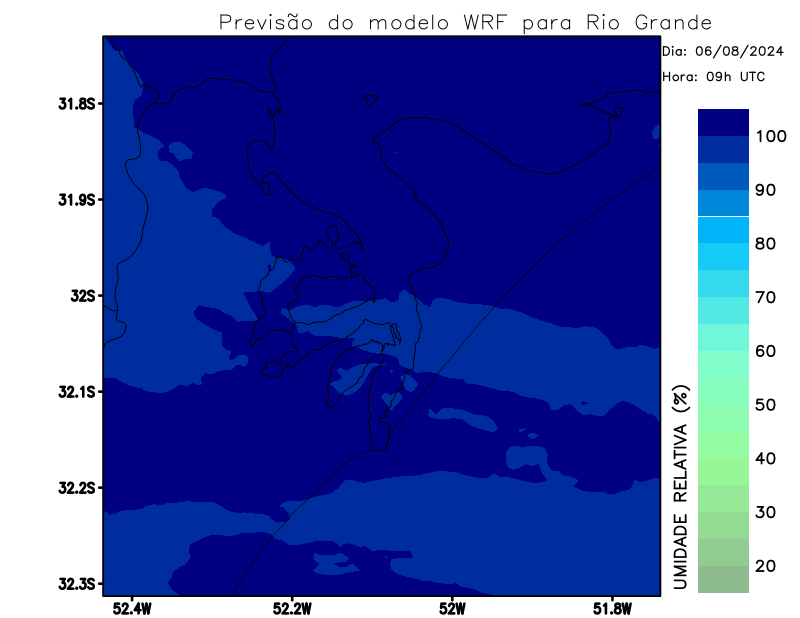 Previsão do modelo WRF para Rio Grande
Dia: 06/08/2024
Hora: 09h UTC
31.8S
31.9S
32S
32.1S
32.2S
32.3S
52.4W
52.2W
52W
51.8W
100
90
80
70
60
50
40
30
20
UMIDADE RELATIVA (%)